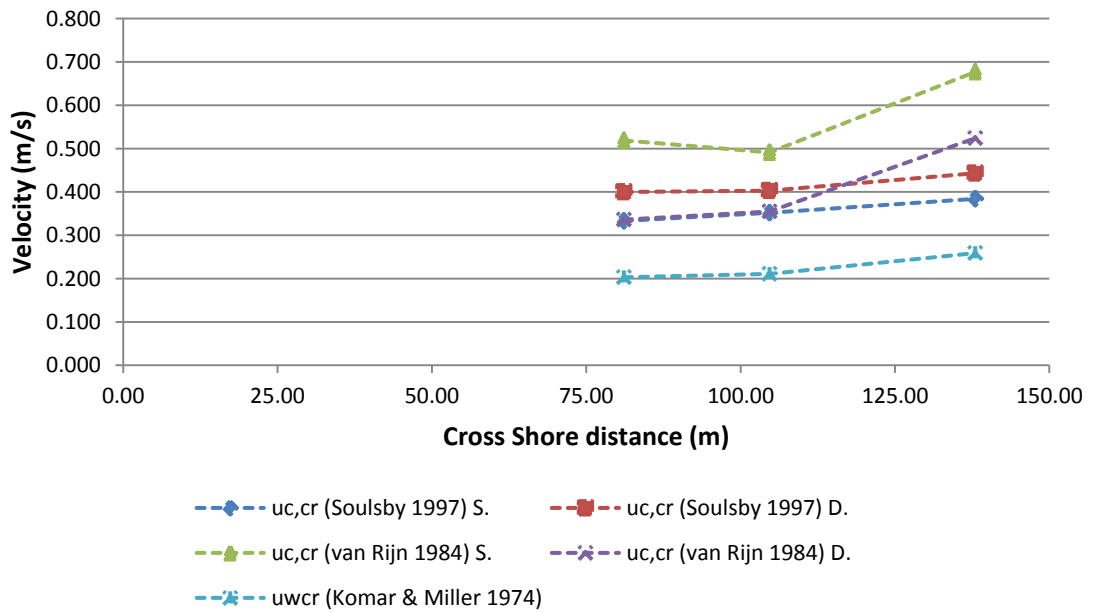 0.800
0.700
0.600
0.500
0.400
0.300
0.200
0.100
0.000
Velocity (m/s)
0.00 25.00 50.00 75.00 100.00 125.00 150.00
Cross Shore distance (m)
uc,cr (Soulsby 1997) S. uc,cr (Soulsby 1997) D.
uc,cr (van Rijn 1984) S. uc,cr (van Rijn 1984) D.
uwcr (Komar & Miller 1974)